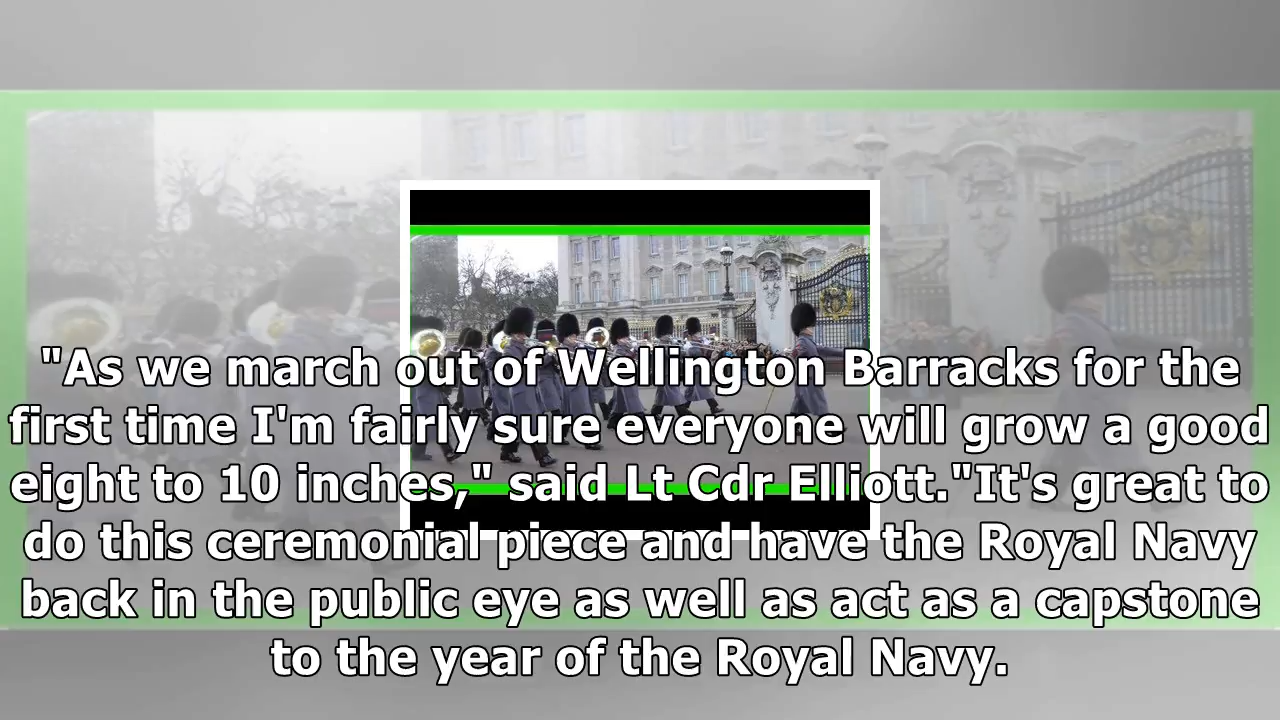 "As we march out of Wellington Barracks for the
first time I'm fairly sure everyone will grow a good
eight to 10 inches," said Lt Cdr Elliott."It's great to
do this ceremonial piece and have the Royal Navy
back in the public eye as well as act as a capstone
to the year of the Royal Navy.